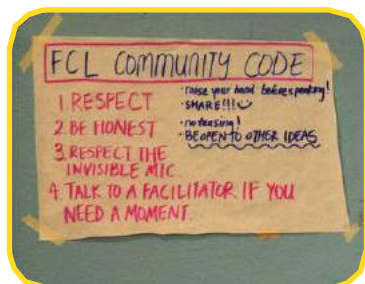 FCL COMMUNITY CODE
1. RESPECT
2. BE HONEST
3. RESPECT THE
INVISIBLE MIC
4. TALK TO A FACILITATOR IF YOU
NEED A MOMENT
• raise your hand before speaking!
• SHARE!!!
• no teasing!
• BE OPEN TO OTHER IDEAS